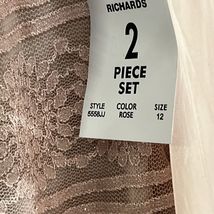 RICHARDS
2
PIECE
SET
STYLE COLOR SIZE
5558JJ ROSE 12